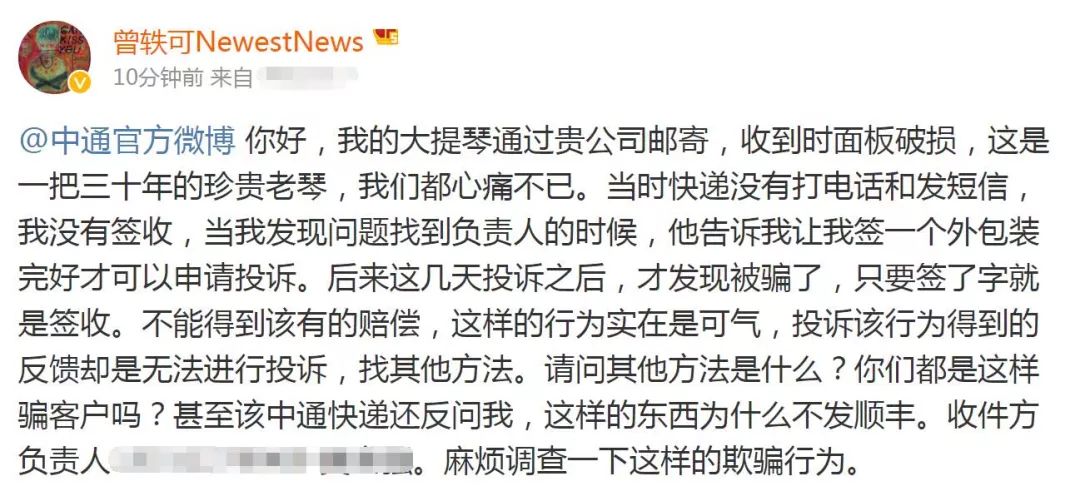 曾轶可NewestNews
10分钟前 来自
@中通官方微博 你好，我的大提琴通过贵公司邮寄，收到时面板破损，这是
一把三十年的珍贵老琴，我们都心痛不已。当时快递没有打电话和发短信，
我没有签收，当我发现问题找到负责人的时候，他告诉我让我签一个外包装
完好才可以申请投诉。后来这几天投诉之后，才发现被骗了，只要签了字就
是签收。不能得到该有的赔偿，这样的行为实在是可气，投诉该行为得到的
反馈却是无法进行投诉，找其他方法。请问其他方法是什么？你们都是这样
骗客户吗？甚至该中通快递还反问我，这样的东西为什么不发顺丰。收件方
负责人。麻烦调查一下这样的欺骗行为。